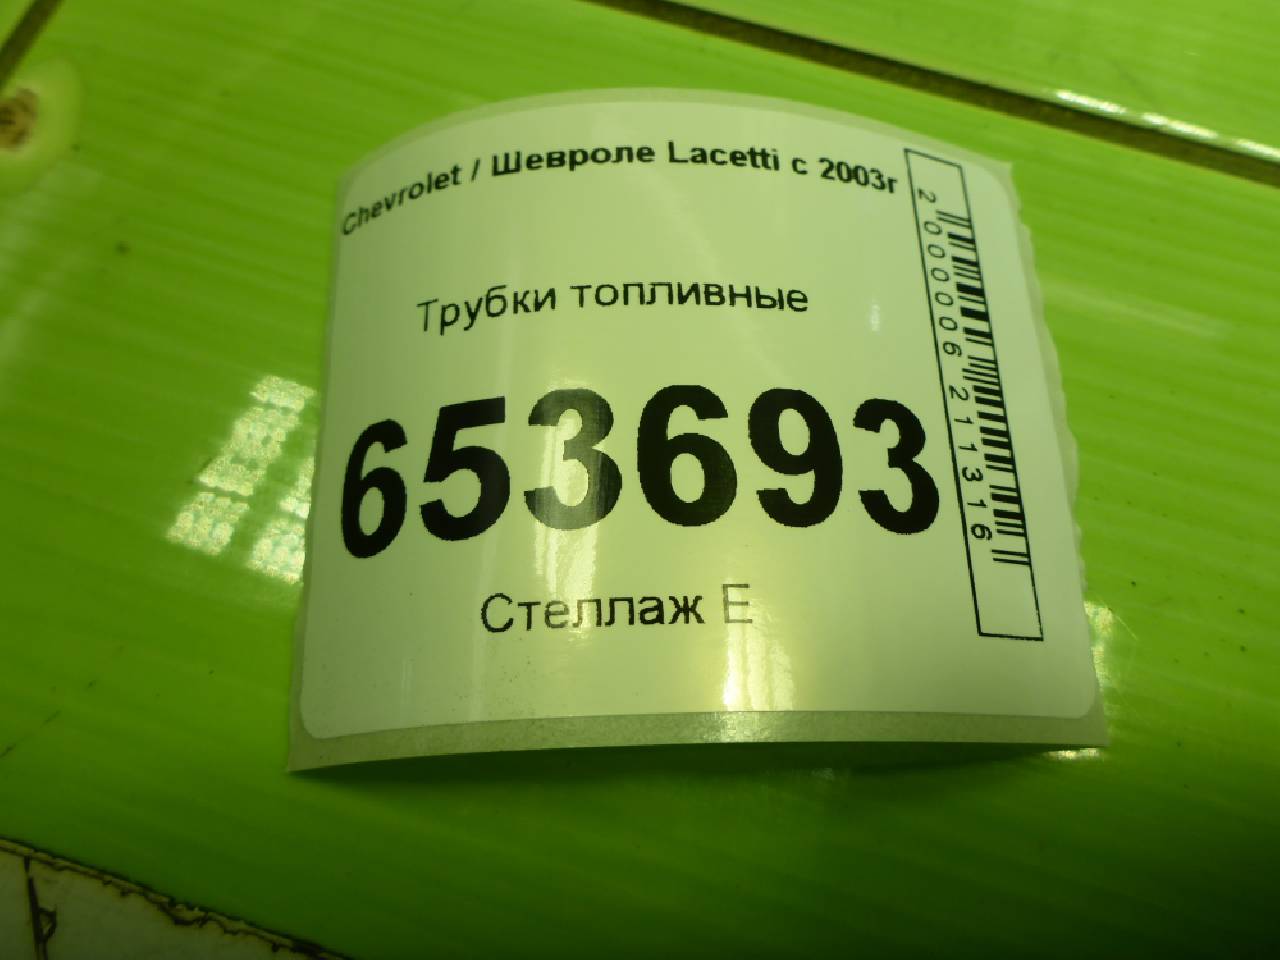 Chevrolet / Шевроле Lacetti с 2003г
Трубки топливные
653693
Стеллаж Е
2000006211316